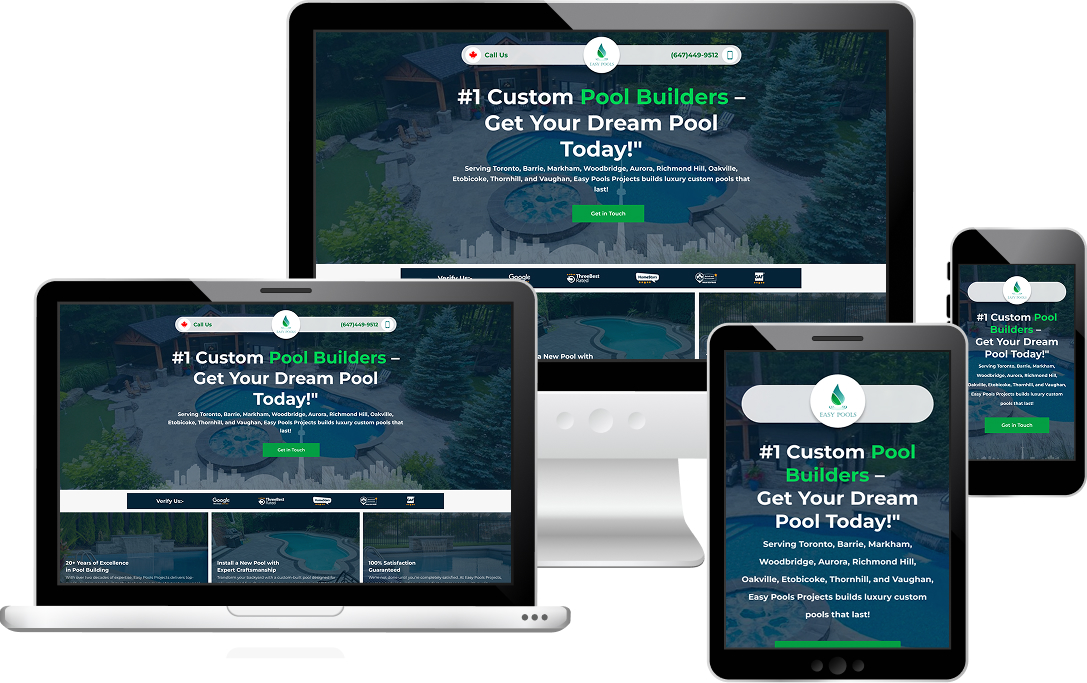 Call Us
EASY POOLS
(647)449-9512
#1 Custom Pool Builders –
Get Your Dream Pool
Today!"
Serving Toronto, Barrie, Markham, Woodbridge, Aurora, Richmond Hill, Oakville,
Etobicoke, Thornhill, and Vaughan, Easy Pools Projects builds luxury custom pools that
last!
Get in Touch
Verify Us:-
Google
ThreeBest
Rated
HomeStars
GAF
a New Pool with
Call Us
EASY POOLS
(647)449-9512
#1 Custom Pool Builders –
Get Your Dream Pool
Today!"
Serving Toronto, Barrie, Markham, Woodbridge, Aurora, Richmond Hill, Oakville,
Etobicoke, Thornhill, and Vaughan, Easy Pools Projects builds luxury custom pools that
last!
Get in Touch
Verify Us:-
Google
ThreeBest
Rated
HomeStars
GAF
20+ Years of Excellence
in Pool Building
With over two decades of expertise, Easy Pools Projects delivers top-
Install a New Pool with
Expert Craftsmanship
Transform your backyard with a custom-built pool designed for
100% Satisfaction
Guaranteed
We're not done until you're completely satisfied. At Easy Pools Projects,
EASY POOLS
#1 Custom Pool
Builders –
Get Your Dream
Pool Today!"
Serving Toronto, Barrie, Markham,
Woodbridge, Aurora, Richmond Hill,
Oakville, Etobicoke, Thornhill, and Vaughan,
Easy Pools Projects builds luxury custom
pools that last!
EASY POOLS
#1 Custom Pool
Builders –
Get Your Dream
Pool Today!"
Serving Toronto, Barrie, Markham,
Woodbridge, Aurora, Richmond Hill,
Oakville, Etobicoke, Thornhill, and Vaughan,
Easy Pools Projects builds luxury custom
pools that last!
Get in Touch